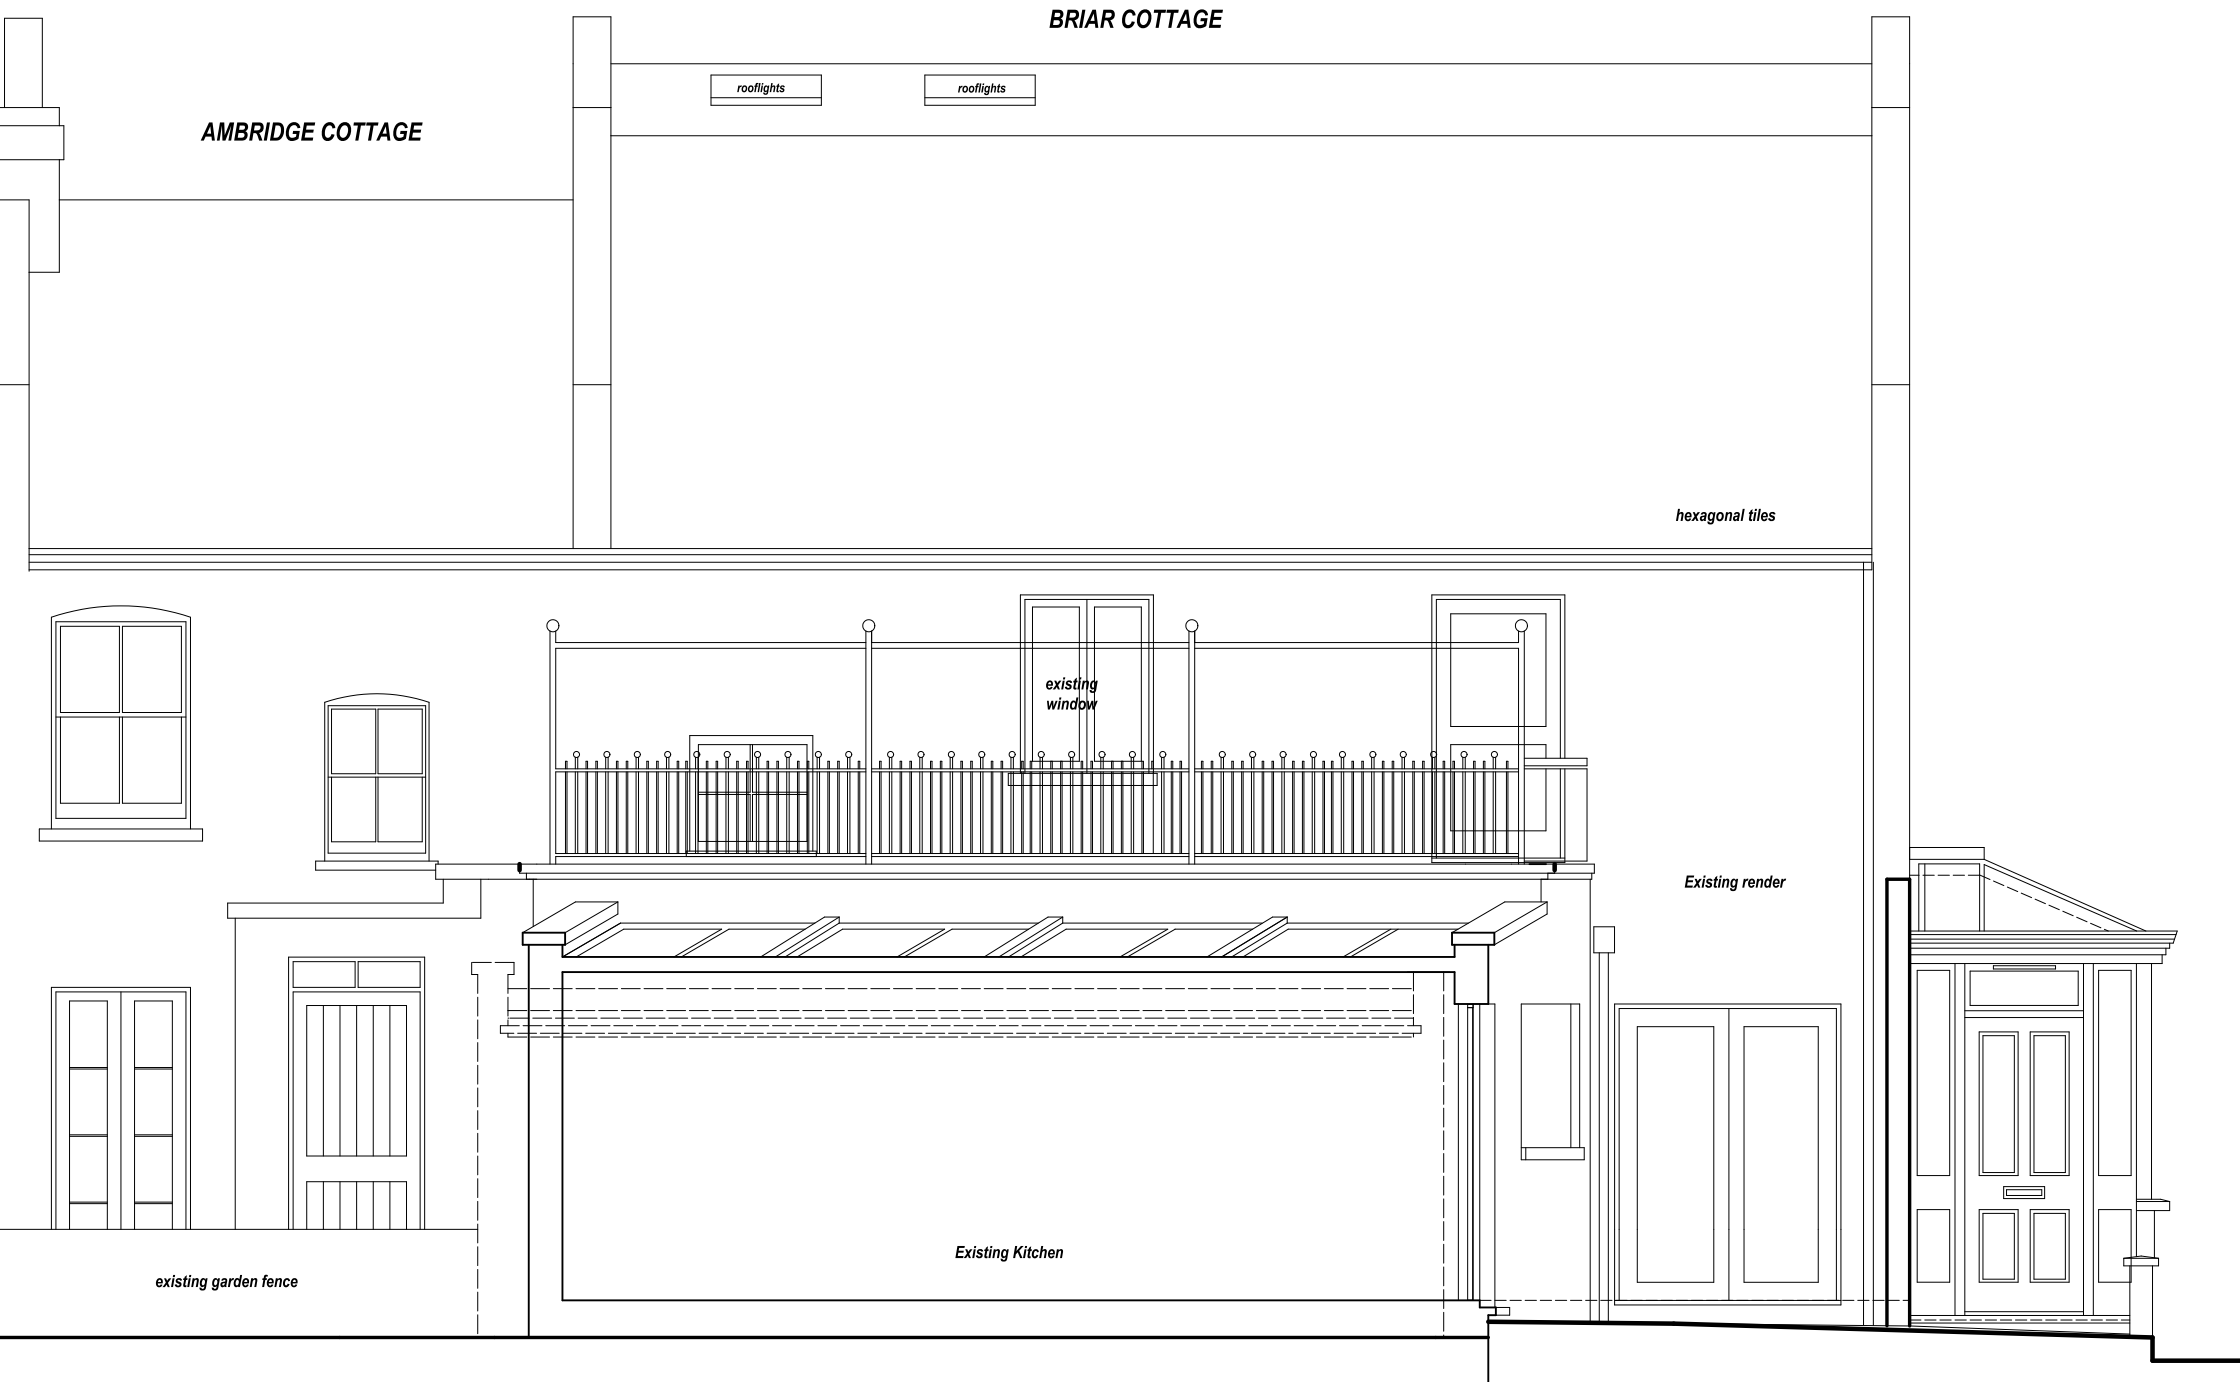 BRIAR COTTAGE
rooflights
rooflights
AMBRIDGE COTTAGE
hexagonal tiles
existing
window
Existing render
Existing Kitchen
existing garden fence